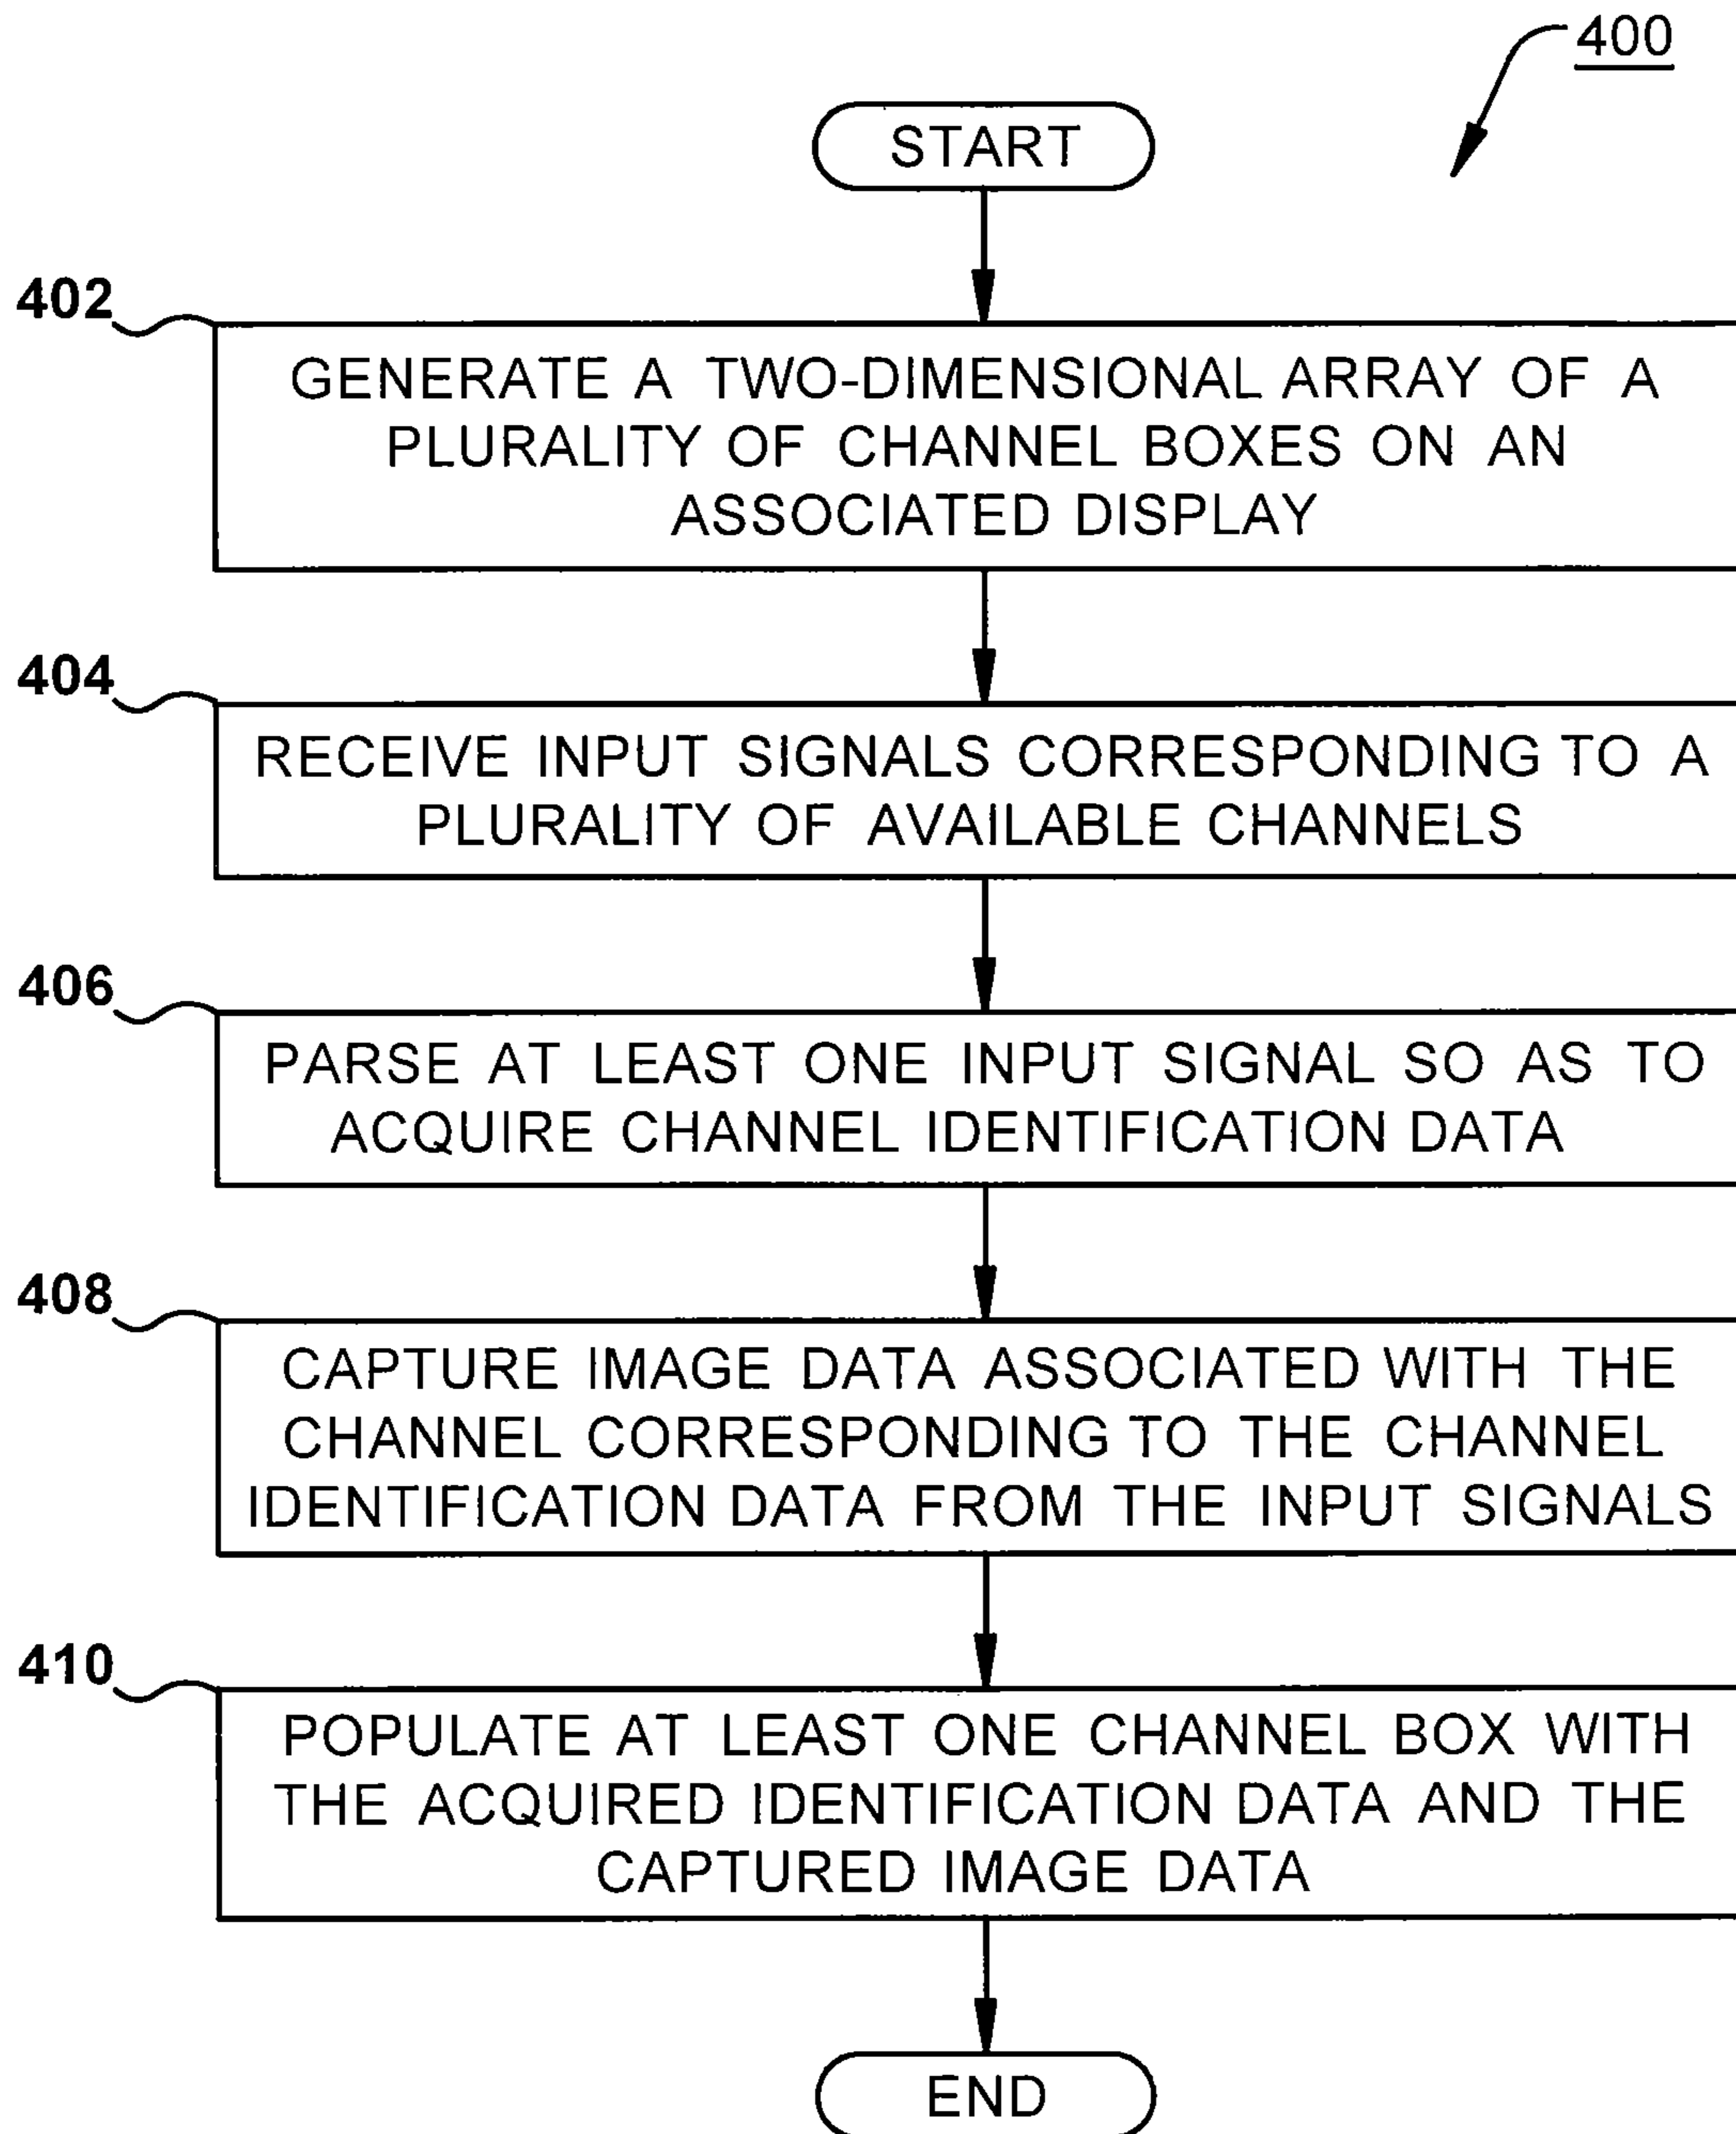 400
START
402
GENERATE A TWO-DIMENSIONAL ARRAY OF A
PLURALITY OF CHANNEL BOXES ON AN
ASSOCIATED DISPLAY
404
RECEIVE INPUT SIGNALS CORRESPONDING TO A
PLURALITY OF AVAILABLE CHANNELS
406
PARSE AT LEAST ONE INPUT SIGNAL SO AS TO
ACQUIRE CHANNEL IDENTIFICATION DATA
408
CAPTURE IMAGE DATA ASSOCIATED WITH THE
CHANNEL CORRESPONDING TO THE CHANNEL
IDENTIFICATION DATA FROM THE INPUT SIGNALS
410
POPULATE AT LEAST ONE CHANNEL BOX WITH
THE ACQUIRED IDENTIFICATION DATA AND THE
CAPTURED IMAGE DATA
END